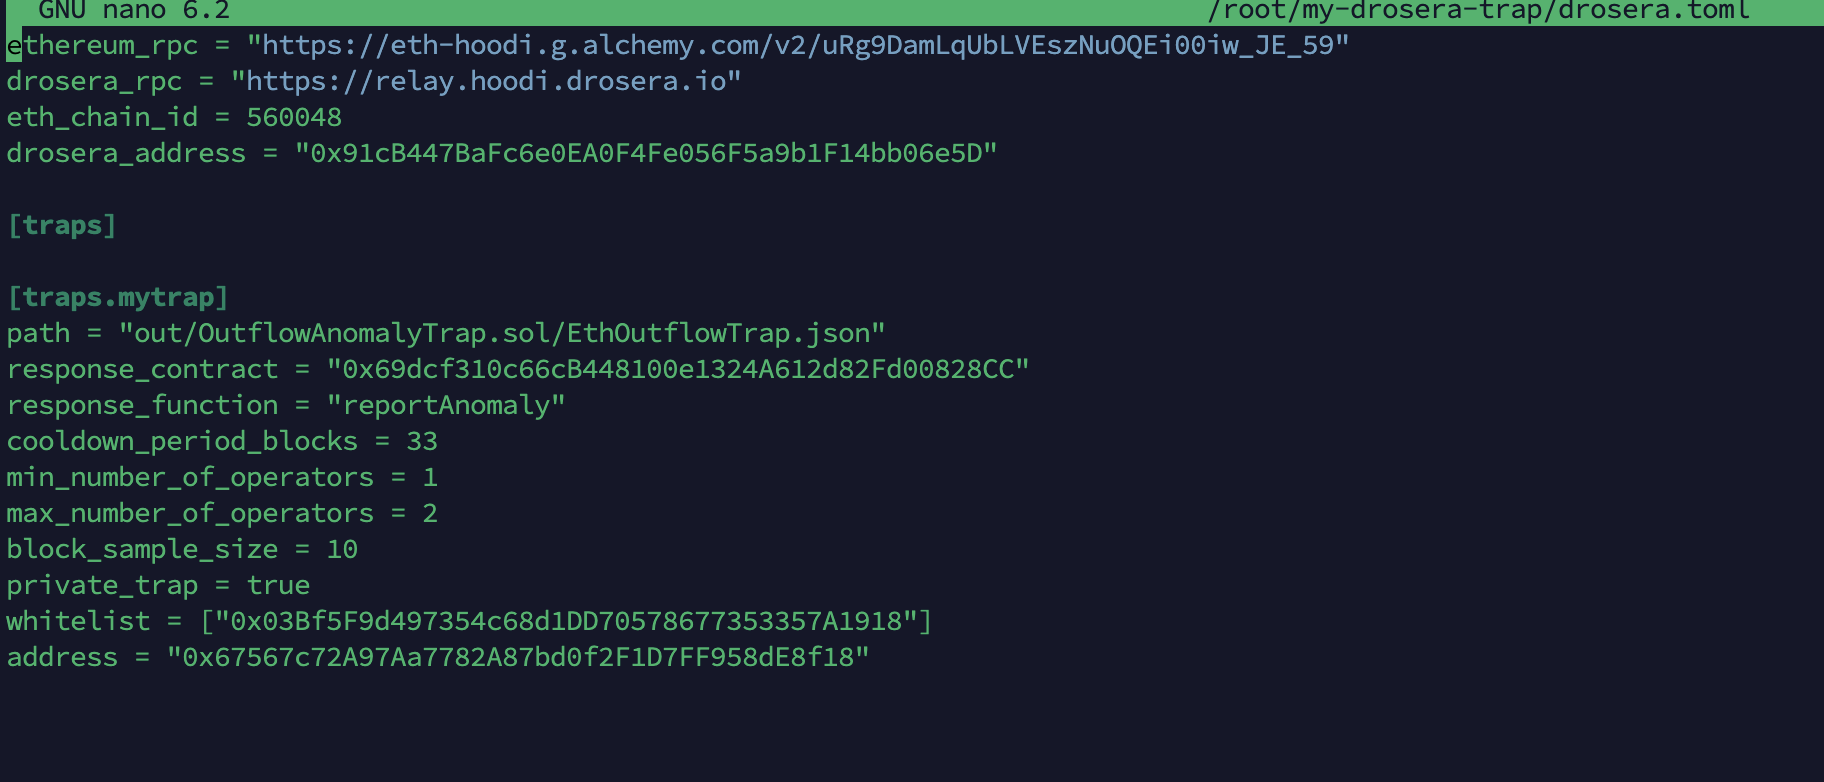 GNU nano 6.2 /root/my-drosera-trap/drosera.toml
ethereum_rpc = "https://eth-hoodi.g.alchemy.com/v2/uRg9DamLqUbLVEszNuOQEi00iw_JE_59"
drosera_rpc = "https://relay.hoodi.drosera.io"
eth_chain_id = 560048
drosera_address = "0x91cB447BaFc6e0EA0F4Fe056F5a9b1F14bb06e5D"
[traps]
[traps.mytrap]
path = "out/OutflowAnomalyTrap.sol/EthOutflowTrap.json"
response_contract = "0x69dcf310c66cB448100e1324A612d82Fd00828CC"
response_function = "reportAnomaly"
cooldown_period_blocks = 33
min_number_of_operators = 1
max_number_of_operators = 2
block_sample_size = 10
private_trap = true
whitelist = ["0x03Bf5F9d497354c68d1DD70578677353357A1918"]
address = "0x67567c72A97Aa7782A87bd0f2F1D7FF958dE8f18"